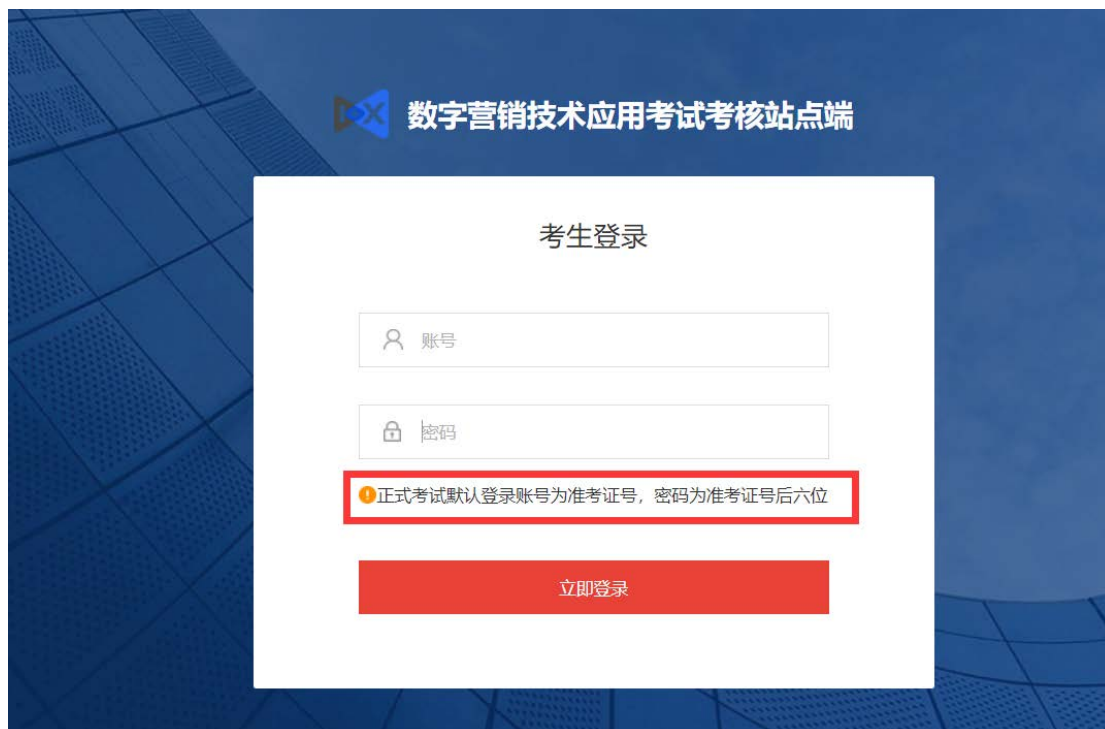 数字营销技术应用考试考核站点端
考生登录
账号
密码
正式考试默认登录账号为准考证号，密码为准考证号后六位
立即登录